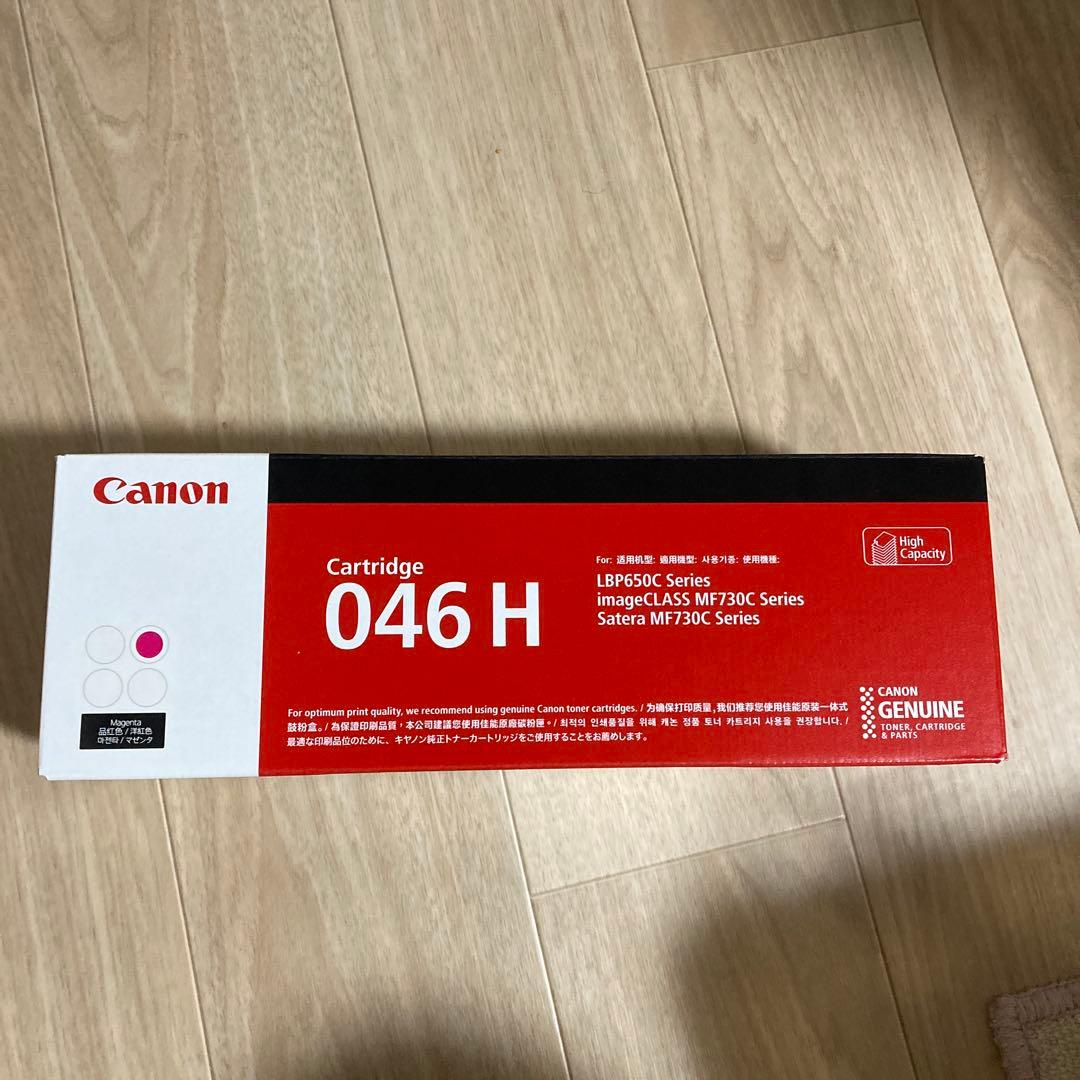 Canon
Magenta
品红色 / 洋紅色
마젠타 / マゼンタ
Cartridge
046 H
For: 适用机型: 適用機型: 사용기종: 使用機種:
LBP650C Series
imageCLASS MF730C Series
Satera MF730C Series
High
Capacity
For optimum print quality, we recommend using genuine Canon toner cartridges. / 为确保打印质量,我们推荐您使用佳能原装一体式
鼓粉盒。/ 為保證印刷品質，本公司建議您使用佳能原廠碳粉匣。/ 최적의 인쇄품질을 위해 캐논 정품 토너 카트리지 사용을 권장합니다. /
最適な印刷品位のために、キヤノン純正トナーカートリッジをご使用することをお薦めします。
CANON
GENUINE
TONER, CARTRIDGE
& PARTS